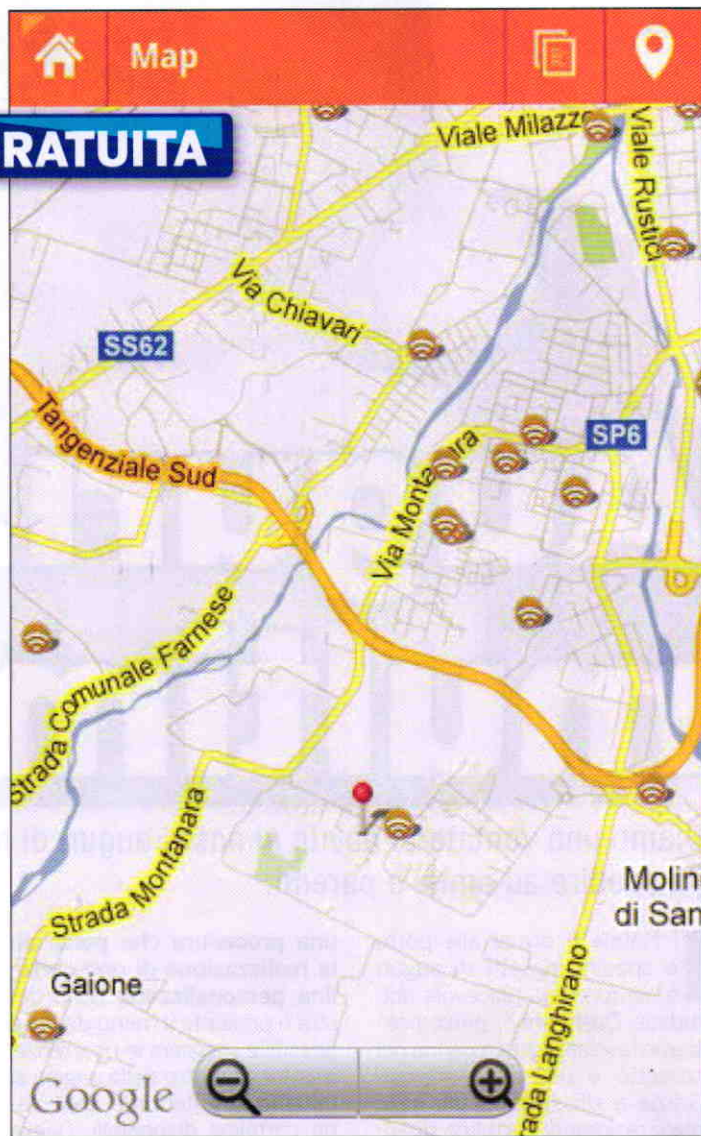 Map
RATUITA
Viale Milazzo
Viale Rustici
Via Chiavari
SS62
Tangenziale Sud
SP6
Via Montanara
Strada Comunale Farnese
Strada Montanara
Molin
di San
Gaione
rada Langhirano
Google